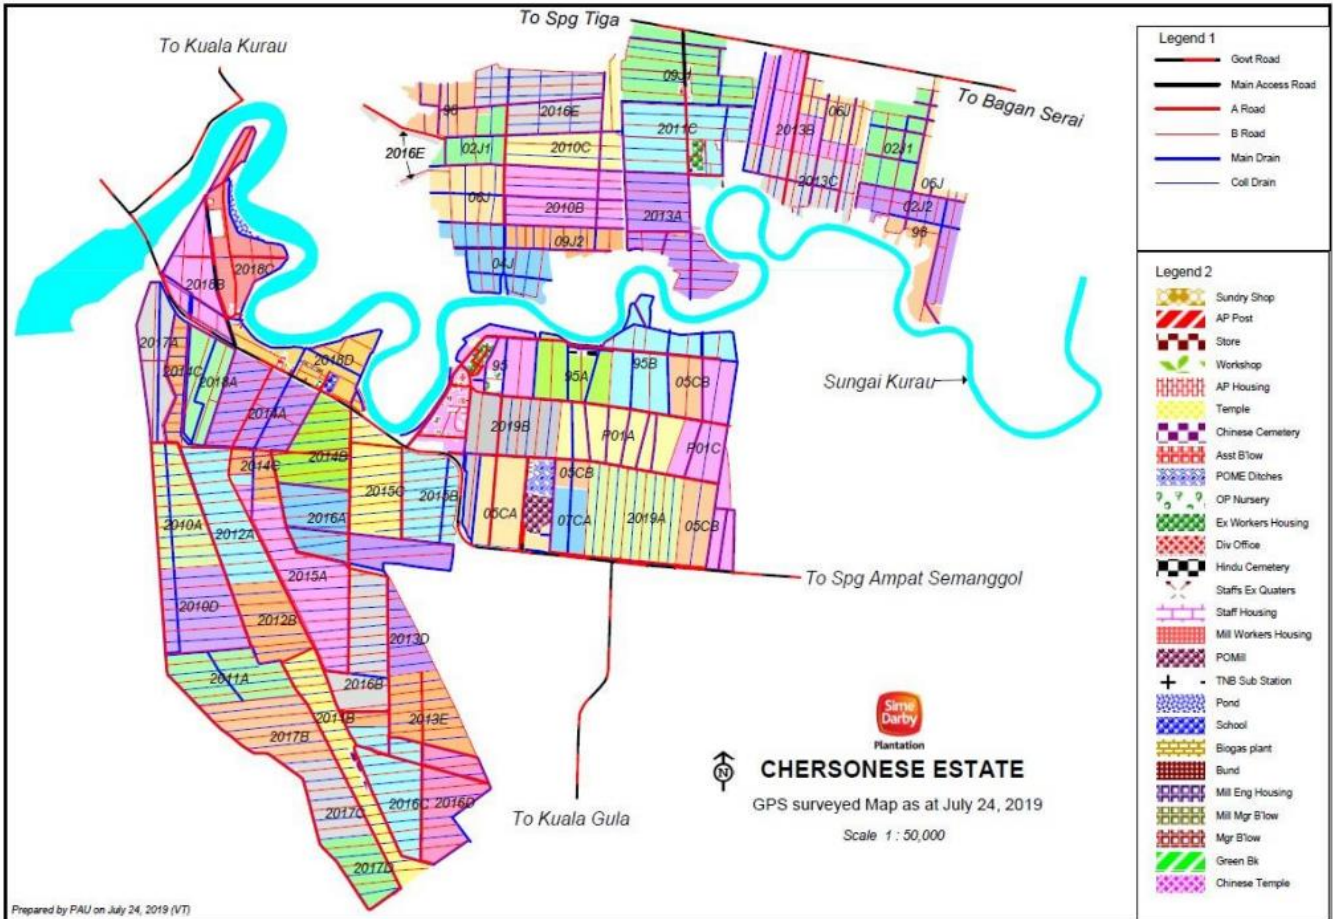 To Spg Tiga
To Kuala Kurau
To Bagan Serai
09J1
96
2016E
2011C
2013B
06J
02J1
2016E
02J1
2010C
2013C
06J
06J
2010B
2013A
02J2
96
09J2
04J
2018C
2018B
2017A
2014C
2018A
2018D
95
95A
95B
05CB
Sungai Kurau
2014A
2019B
P01A
P01C
2014B
2014C
2015C
2015B
05CB
2010A
2012A
2016A
05CA
07CA
2019A
05CB
2015A
To Spg Ampat Semanggol
2010D
2012B
2013D
2011A
2016B
2011B
2013E
2017B
2016C
2016D
2017C
2017D
To Kuala Gula
Sime
Darby
Plantation
N
CHERSONESE ESTATE
GPS surveyed Map as at July 24, 2019
Scale 1 : 50,000
Prepared by PAU on July 24, 2019 (VT)
Legend 1
Govt Road
Main Access Road
A Road
B Road
Main Drain
Coll Drain
Legend 2
Sundry Shop
AP Post
Store
Workshop
AP Housing
Temple
Chinese Cemetery
Asst B'low
POME Ditches
OP Nursery
Ex Workers Housing
Div Office
Hindu Cemetery
Staffs Ex Quaters
Staff Housing
Mill Workers Housing
POMill
TNB Sub Station
Pond
School
Biogas plant
Bund
Mill Eng Housing
Mill Mgr B'low
Mgr B'low
Green Bk
Chinese Temple